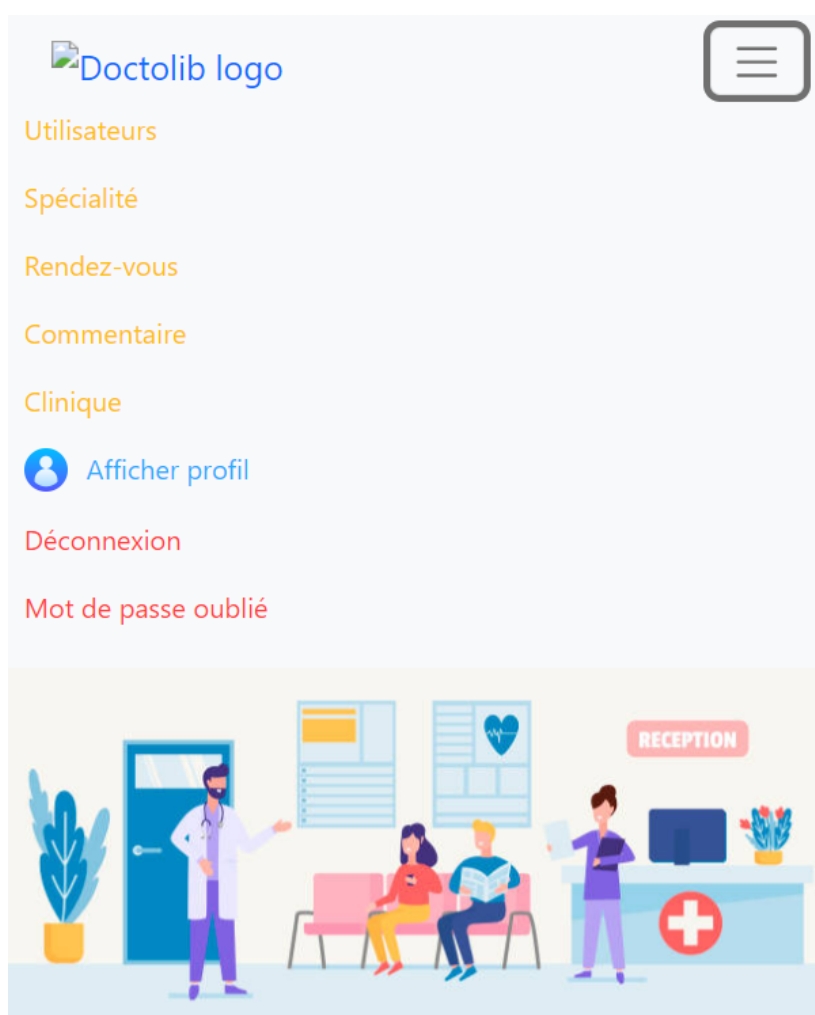 Doctolib logo
Utilisateurs
Spécialité
Rendez-vous
Commentaire
Clinique
Afficher profil
Déconnexion
Mot de passe oublié
RECEPTION